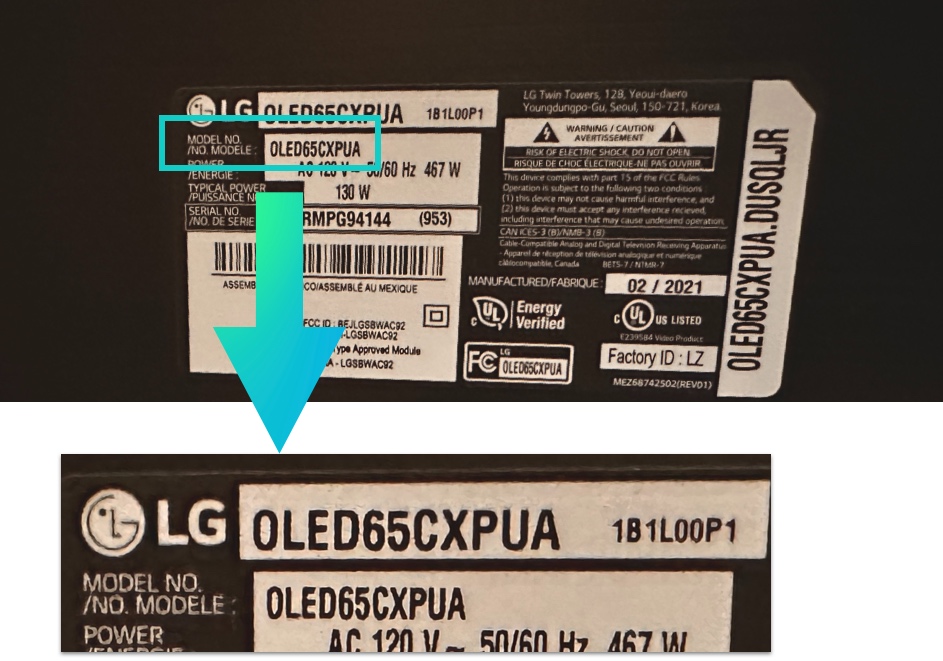 LG OLED65CXPUA 1B1L00P1
MODEL NO.
/NO. MODELE : OLED65CXPUA
POWER
/ENERGIE : AC 120 V ~ 50/60 Hz 467 W
TYPICAL POWER
/PUISSANCE 130 W
SERIAL NO.
/NO. DE SERIE RMPG94144 (953)
ASSEMB CO/ASSEMBLÉ AU MEXIQUE
FCC ID : BEJLGSBWAC92
-LGSBWAC92
Type Approved Module
A - LGSBWAC92
LG Twin Towers, 128, Yeoui-daero
Youngdungpo-Gu, Seoul, 150-721, Korea.
WARNING / CAUTION
AVERTISSEMENT
RISK OF ELECTRIC SHOCK, DO NOT OPEN.
RISQUE DE CHOC ÉLECTRIQUE-NE PAS OUVRIR.
This device complies with part 15 of the FCC Rules
Operation is subject to the following two conditions :
(1) this device may not cause harmful interference, and
(2) this device must accept any interference recieved,
including interference that may cause undesired operation.
CAN ICES-3 (B)/NMB-3 (B)
Cable-Compatible Analog and Digital Television Receiving Apparatus
- Appareil de réception de télévision analogique et numérique
câblocompatible, Canada BETS-7 / NTMR-7
MANUFACTURED/FABRIQUE : 02 / 2021
C UL Energy
Verified
C UL US LISTED
E239584 Video Product
FC LG
OLED65CXPUA
Factory ID : LZ
MEZ68742502(REV01)
OLED65CXPUA.DUSQLJR
LG OLED65CXPUA 1B1L00P1
MODEL NO.
/NO. MODELE : OLED65CXPUA
POWER AC 120 V ~ 50/60 Hz 467 W
/ENERGIE